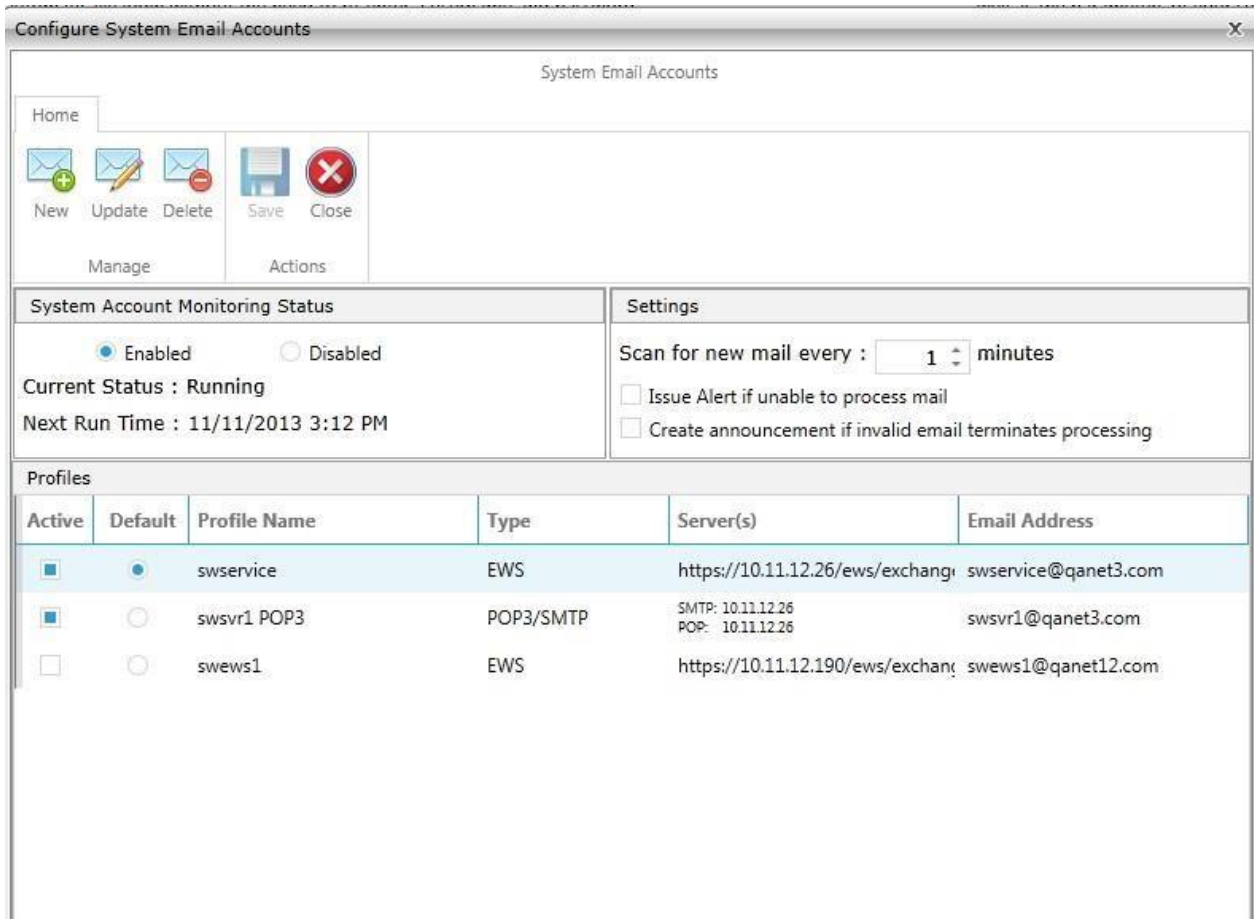 Configure System Email Accounts
X
System Email Accounts
Home
New Update Delete Save Close
Manage Actions
System Account Monitoring Status
Enabled Disabled
Current Status : Running
Next Run Time : 11/11/2013 3:12 PM
Settings
Scan for new mail every : 1 minutes
Issue Alert if unable to process mail
Create announcement if invalid email terminates processing
Profiles
Active Default Profile Name Type Server(s) Email Address
swservice EWS https://10.11.12.26/ews/exchang swservice@qanet3.com
swsvr1 POP3 POP3/SMTP SMTP: 10.11.12.26 POP: 10.11.12.26 swsvr1@qanet3.com
swews1 EWS https://10.11.12.190/ews/exchan swews1@qanet12.com